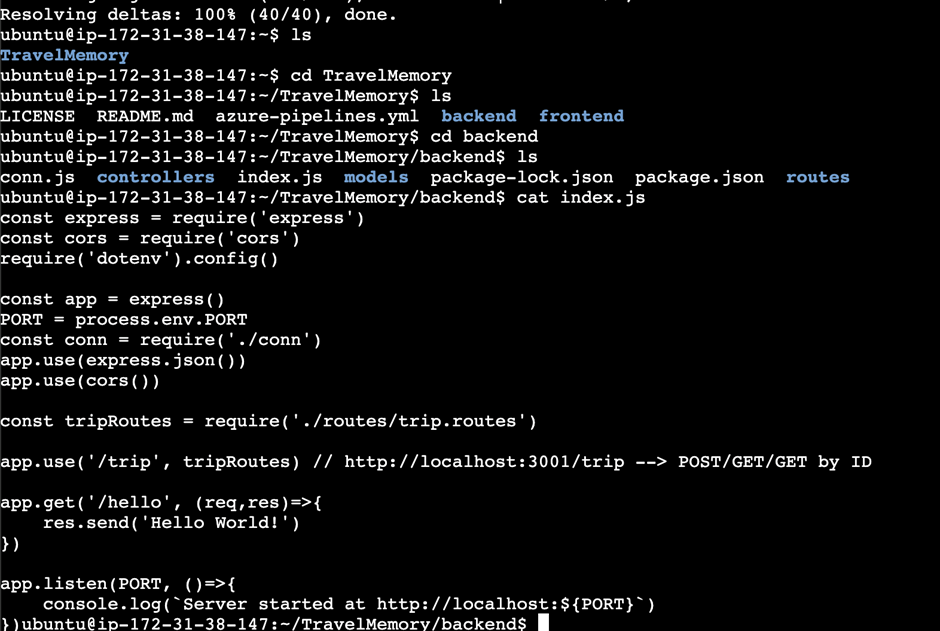 Resolving deltas: 100% (40/40), done.
ubuntu@ip-172-31-38-147:~$ ls
TravelMemory
ubuntu@ip-172-31-38-147:~$ cd TravelMemory
ubuntu@ip-172-31-38-147:~/TravelMemory$ ls
LICENSE  README.md  azure-pipelines.yml  backend  frontend
ubuntu@ip-172-31-38-147:~/TravelMemory$ cd backend
ubuntu@ip-172-31-38-147:~/TravelMemory/backend$ ls
conn.js  controllers  index.js  models  package-lock.json  package.json  routes
ubuntu@ip-172-31-38-147:~/TravelMemory/backend$ cat index.js
const express = require('express')
const cors = require('cors')
require('dotenv').config()

const app = express()
PORT = process.env.PORT
const conn = require('./conn')
app.use(express.json())
app.use(cors())

const tripRoutes = require('./routes/trip.routes')

app.use('/trip', tripRoutes) // http://localhost:3001/trip --> POST/GET/GET by ID

app.get('/hello', (req,res)=>{
    res.send('Hello World!')
})

app.listen(PORT, ()=>{
    console.log(`Server started at http://localhost:${PORT}`)
})ubuntu@ip-172-31-38-147:~/TravelMemory/backend$